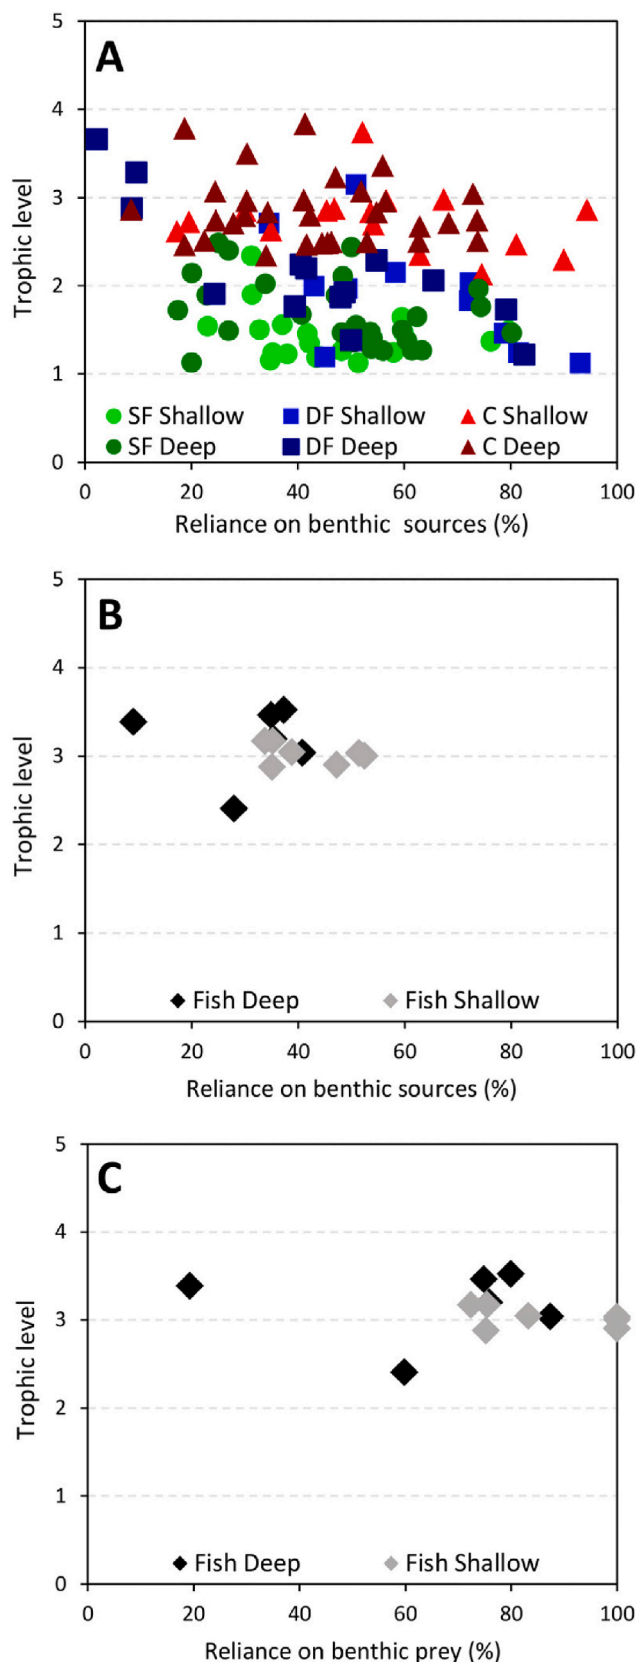 A
5
4
3
2
1
0
Trophic level
SF Shallow DF Shallow C Shallow
SF Deep DF Deep C Deep
0 20 40 60 80 100
Reliance on benthic sources (%)
B
5
4
3
2
1
0
Trophic level
Fish Deep Fish Shallow
0 20 40 60 80 100
Reliance on benthic sources (%)
C
5
4
3
2
1
0
Trophic level
Fish Deep Fish Shallow
0 20 40 60 80 100
Reliance on benthic prey (%)